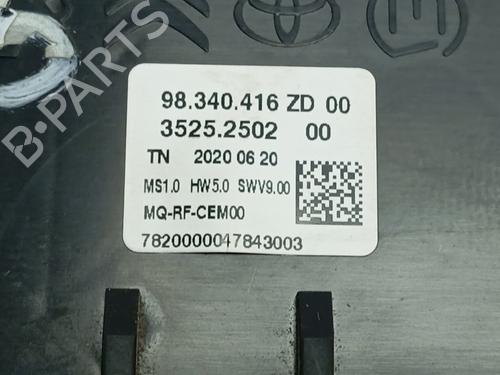 98.340.416 ZD 00
3525.2502 00
TN 2020 06 20
MS1.0 HW5.0 SWV9.00
MQ-RF-CEM00
7820000047843003
B-PARTS